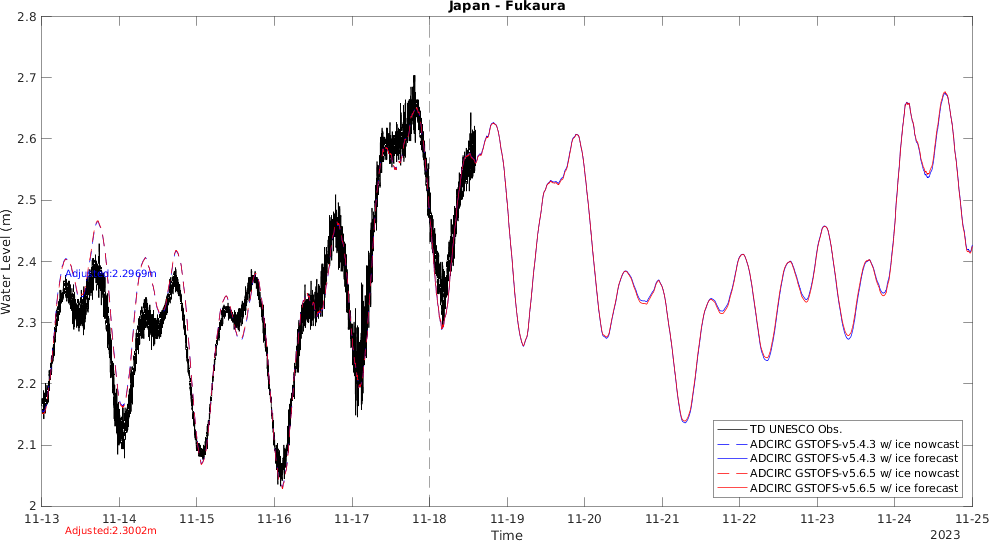 Japan - Fukaura
2.8
2.7
2.6
2.5
2.4
2.3
2.2
2.1
2
Water Level (m)
Adjusted:2.2969m
Adjusted:2.3002m
11-13
11-14
11-15
11-16
11-17
11-18
11-19
11-20
11-21
11-22
11-23
11-24
11-25
Time
2023
TD UNESCO Obs.
ADCIRC GSTOFS-v5.4.3 w/ ice nowcast
ADCIRC GSTOFS-v5.4.3 w/ ice forecast
ADCIRC GSTOFS-v5.6.5 w/ ice nowcast
ADCIRC GSTOFS-v5.6.5 w/ ice forecast